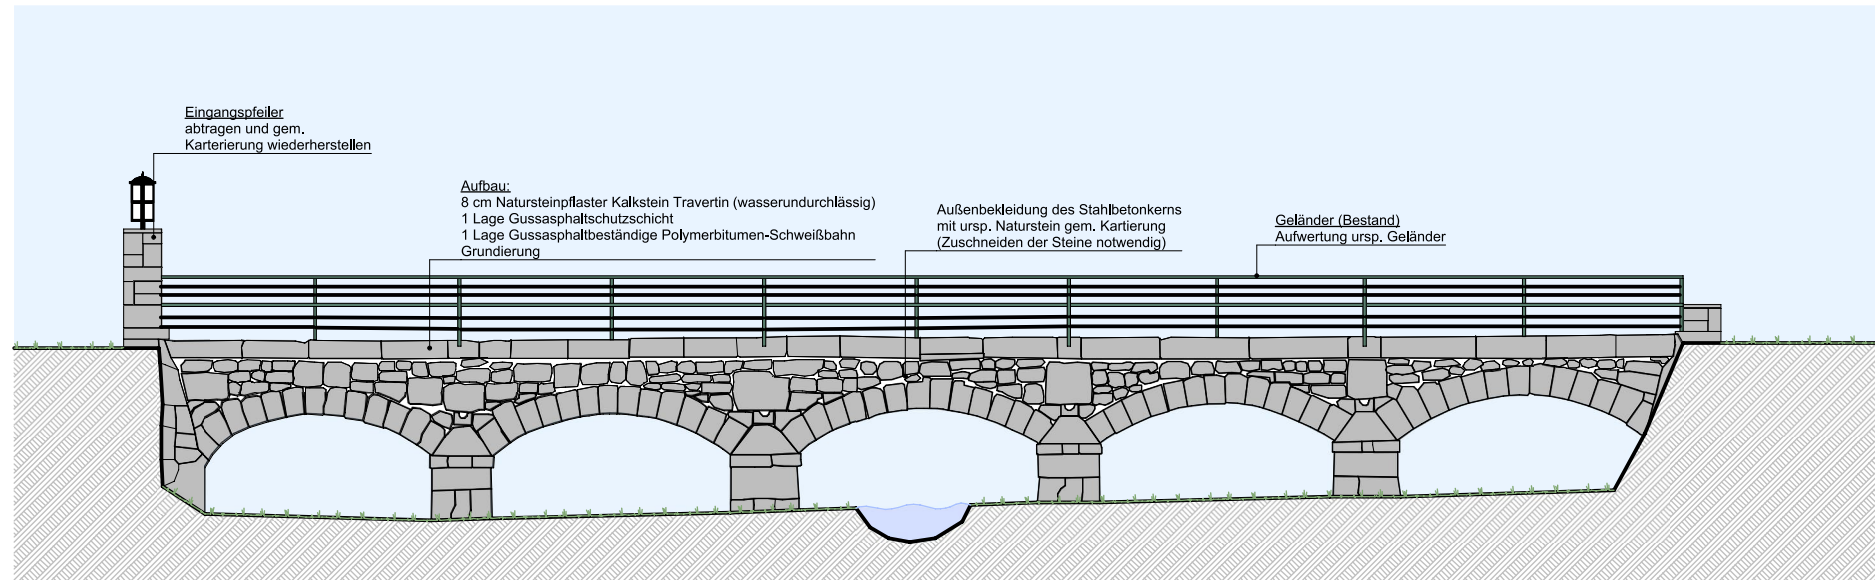 Eingangspfeiler
abtragen und gem.
Karterierung wiederherstellen
Aufbau:
8 cm Natursteinpflaster Kalkstein Travertin (wasserundurchlässig)
1 Lage Gussasphaltschutzschicht
1 Lage Gussasphaltbeständige Polymerbitumen-Schweißbahn
Grundierung
Außenbekleidung des Stahlbetonkerns
mit ursp. Naturstein gem. Kartierung
(Zuschneiden der Steine notwendig)
Geländer (Bestand)
Aufwertung ursp. Geländer